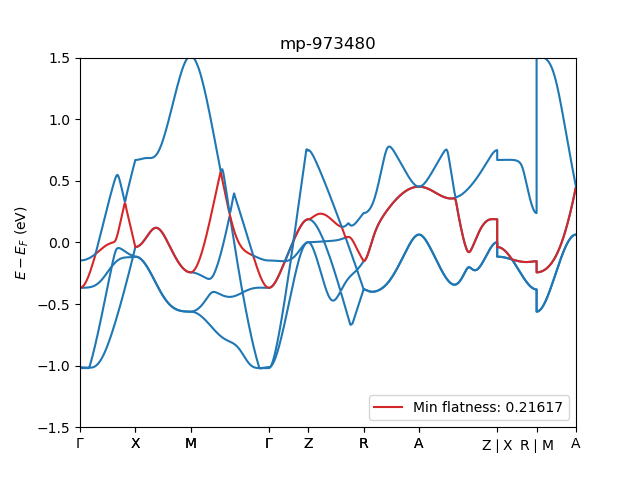 mp-973480
E − E_F (eV)
1.5
1.0
0.5
0.0
−0.5
−1.0
−1.5
Min flatness: 0.21617
Γ X M Γ Z R A Z | X R | M A